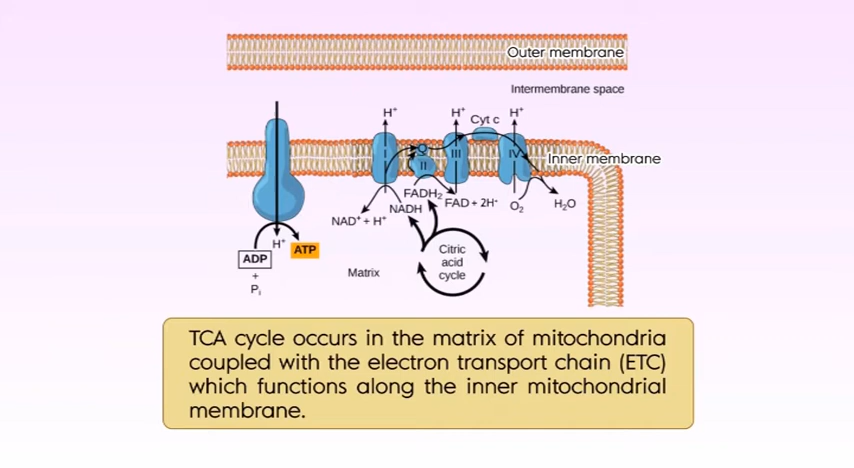 Outer membrane
Intermembrane space
H⁺
H⁺
Cyt c
H⁺
I
Q
II
III
IV
Inner membrane
FADH₂
NADH
FAD + 2H⁺
O₂
H₂O
NAD⁺ + H⁺
H⁺
ATP
ADP
+
Pᵢ
Matrix
Citric
acid
cycle
TCA cycle occurs in the matrix of mitochondria
coupled with the electron transport chain (ETC)
which functions along the inner mitochondrial
membrane.